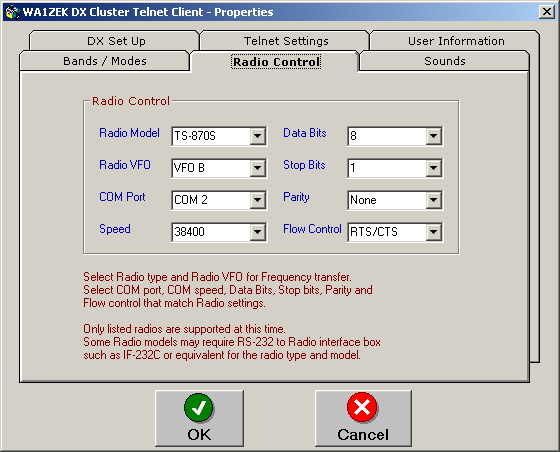 WA1ZEK DX Cluster Telnet Client - Properties
DX Set Up Telnet Settings User Information
Bands / Modes Radio Control Sounds
Radio Control
Radio Model TS-870S Data Bits 8
Radio VFO VFO B Stop Bits 1
COM Port COM 2 Parity None
Speed 38400 Flow Control RTS/CTS
Select Radio type and Radio VFO for Frequency transfer.
Select COM port, COM speed, Data Bits, Stop bits, Parity and
Flow control that match Radio settings.
Only listed radios are supported at this time.
Some Radio models may require RS-232 to Radio interface box
such as IF-232C or equivalent for the radio type and model.
OK Cancel